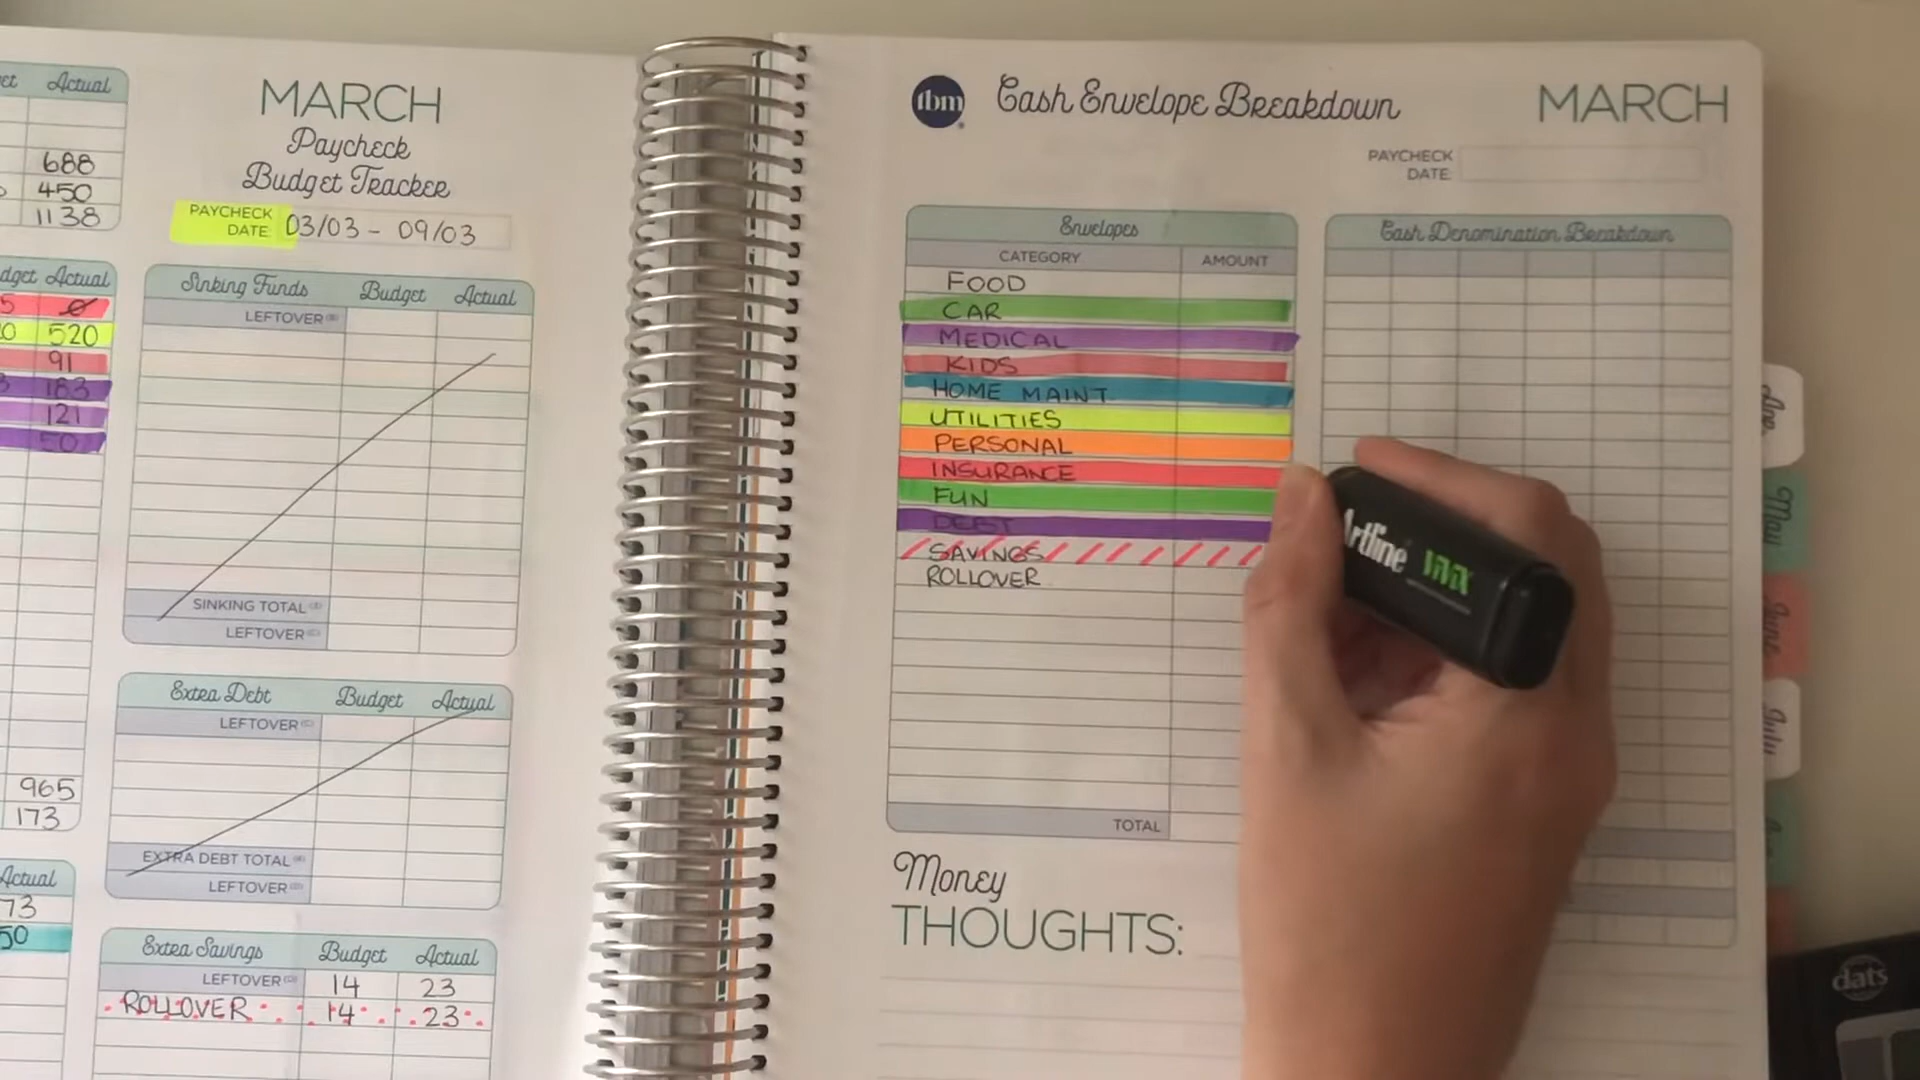 Actual
688
450
1138
Actual
520
91
183
121
50
965
173
Actual
73
50
MARCH
Paycheck
Budget Tracker
PAYCHECK
DATE: 03/03 - 09/03
Sinking Funds Budget Actual
LEFTOVER
SINKING TOTAL
LEFTOVER
Extra Debt Budget Actual
LEFTOVER
EXTRA DEBT TOTAL
LEFTOVER
Extra Savings Budget Actual
LEFTOVER 14 23
ROLLOVER 14 23
tbm Cash Envelope Breakdown MARCH
PAYCHECK
DATE:
Envelopes
CATEGORY AMOUNT
FOOD
CAR
MEDICAL
KIDS
HOME MAINT
UTILITIES
PERSONAL
INSURANCE
FUN
DEBT
SAVINGS
ROLLOVER
TOTAL
Cash Denomination Breakdown
Money
THOUGHTS:
Artline VIVIX
May
June
July
dats